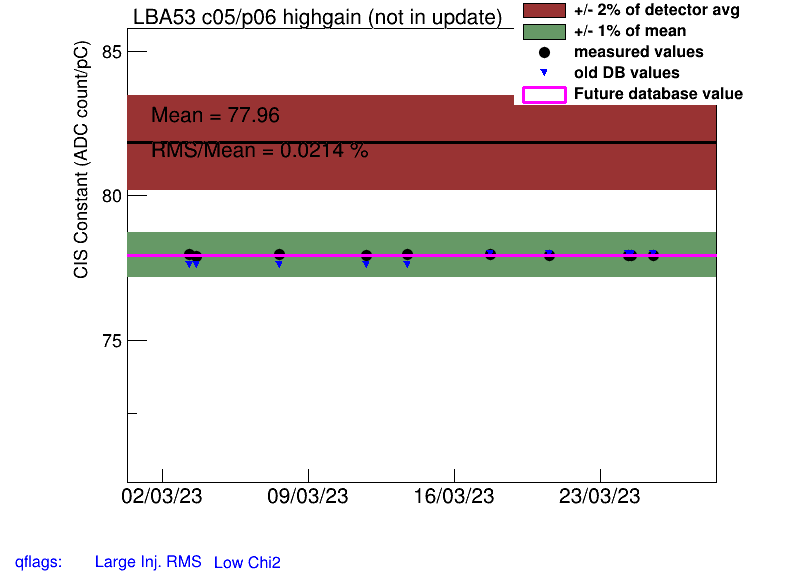 LBA53 c05/p06 highgain (not in update)
+/- 2% of detector avg
+/- 1% of mean
measured values
old DB values
Future database value
CIS Constant (ADC count/pC)
85
80
75
Mean = 77.96
RMS/Mean = 0.0214 %
02/03/23 09/03/23 16/03/23 23/03/23
qflags: Large Inj. RMS Low Chi2